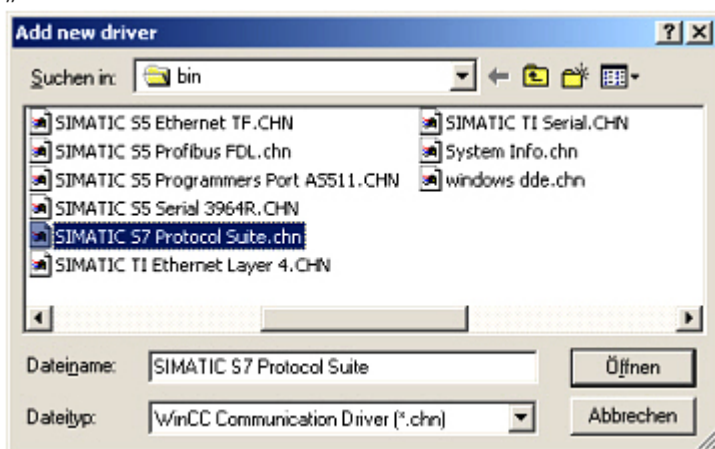 "
Add new driver
Suchen in: bin
SIMATIC S5 Ethernet TF.CHN
SIMATIC S5 Profibus FDL.chn
SIMATIC S5 Programmers Port AS511.CHN
SIMATIC S5 Serial 3964R.CHN
SIMATIC S7 Protocol Suite.chn
SIMATIC TI Ethernet Layer 4.CHN
SIMATIC TI Serial.CHN
System Info.chn
windows dde.chn
Dateiname: SIMATIC S7 Protocol Suite
Öffnen
Dateityp: WinCC Communication Driver (*.chn)
Abbrechen